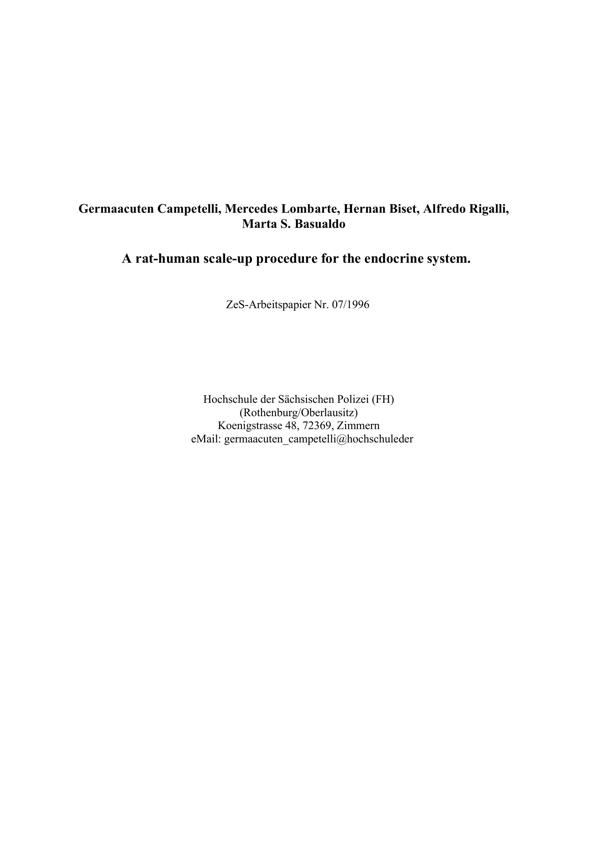 Germaacuten Campetelli, Mercedes Lombarte, Hernan Biset, Alfredo Rigalli,
Marta S. Basualdo
A rat-human scale-up procedure for the endocrine system.
ZeS-Arbeitspapier Nr. 07/1996
Hochschule der Sächsischen Polizei (FH)
(Rothenburg/Oberlausitz)
Koenigstrasse 48, 72369, Zimmern
eMail: germaacuten_campetelli@hochschuleder